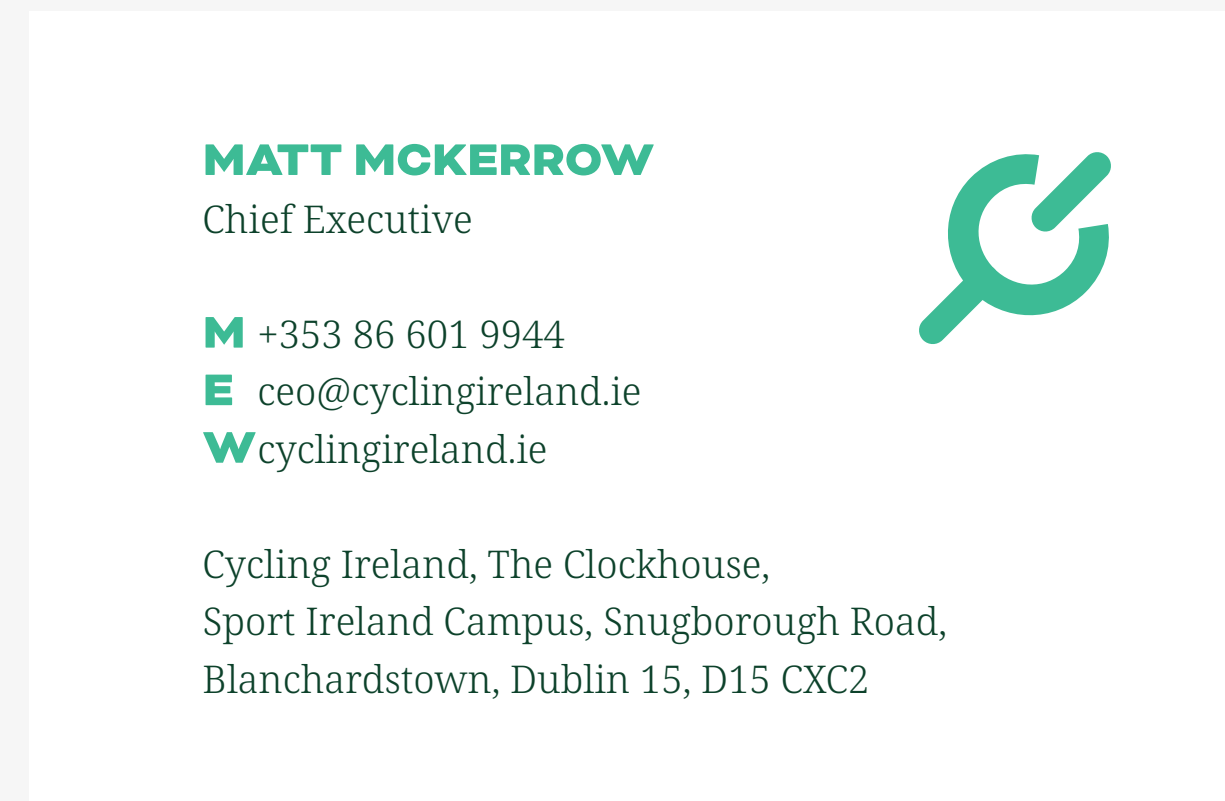 MATT MCKERROW
Chief Executive
M +353 86 601 9944
E ceo@cyclingireland.ie
W cyclingireland.ie
Cycling Ireland, The Clockhouse,
Sport Ireland Campus, Snugborough Road,
Blanchardstown, Dublin 15, D15 CXC2